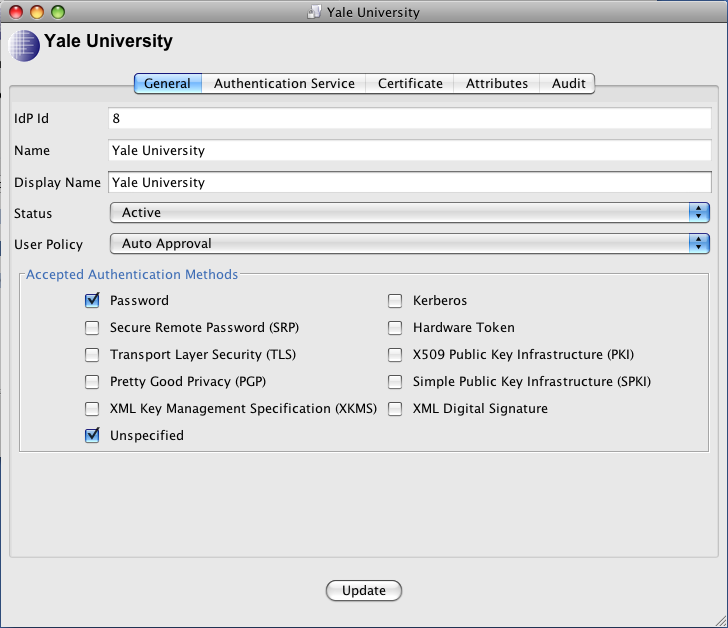 Yale University
Yale University
General Authentication Service Certificate Attributes Audit
IdP Id 8
Name Yale University
Display Name Yale University
Status Active
User Policy Auto Approval
Accepted Authentication Methods
Password Kerberos
Secure Remote Password (SRP) Hardware Token
Transport Layer Security (TLS) X509 Public Key Infrastructure (PKI)
Pretty Good Privacy (PGP) Simple Public Key Infrastructure (SPKI)
XML Key Management Specification (XKMS) XML Digital Signature
Unspecified
Update